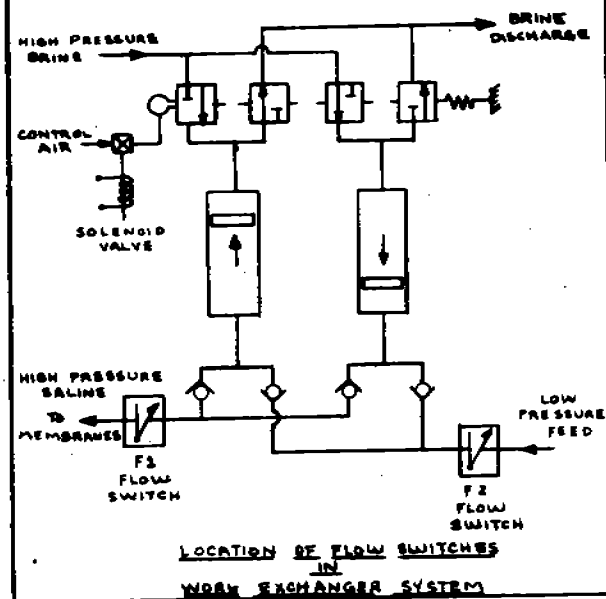 BRINE
DISCHARGE
HIGH PRESSURE
BRINE
CONTROL
AIR
SOLENOID
VALVE
HIGH PRESSURE
SALINE
TO
MEMBRANES
F1
FLOW
SWITCH
LOW
PRESSURE
FEED
F2
FLOW
SWITCH
LOCATION OF FLOW SWITCHES
IN
WORK EXCHANGER SYSTEM